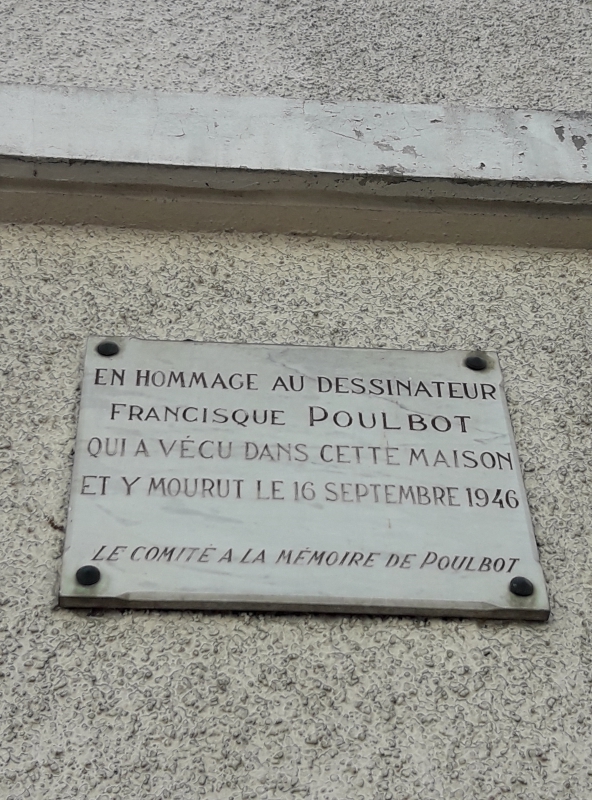 EN HOMMAGE AU DESSINATEUR
FRANCISQUE POULBOT
QUI A VÉCU DANS CETTE MAISON
ET Y MOURUT LE 16 SEPTEMBRE 1946
LE COMITÉ A LA MÉMOIRE DE POULBOT